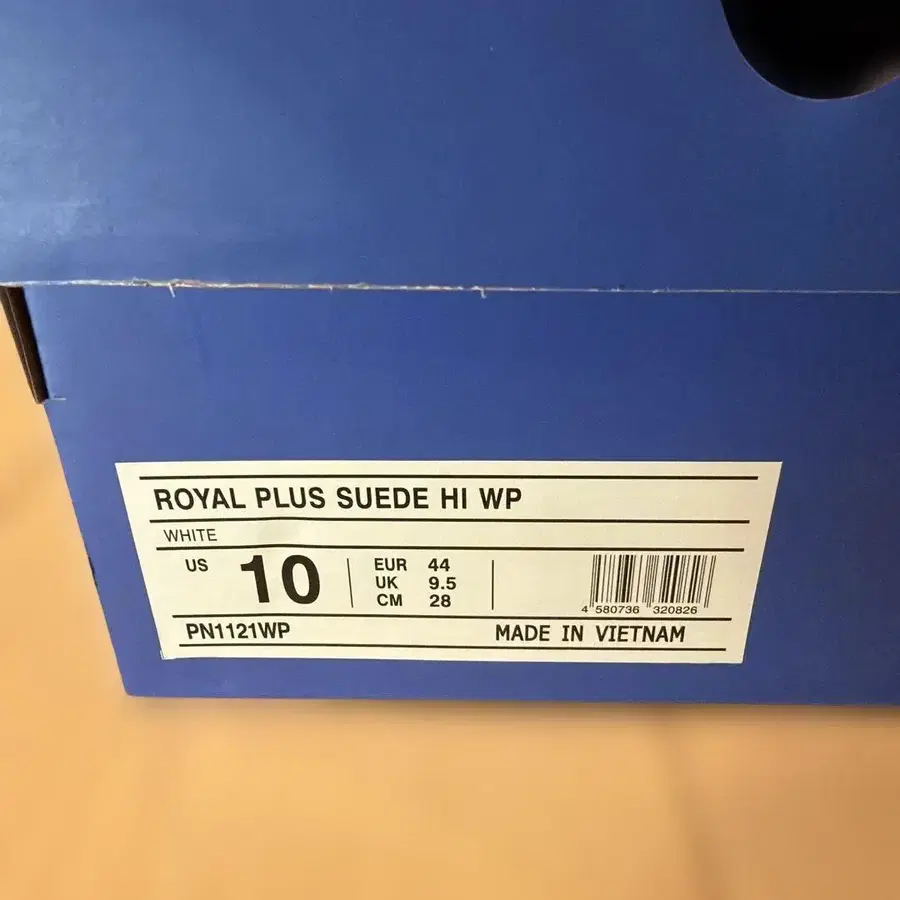 ROYAL PLUS SUEDE HI WP
WHITE
US 10
EUR 44
UK 9.5
CM 28
4 580736 320826
PN1121WP MADE IN VIETNAM